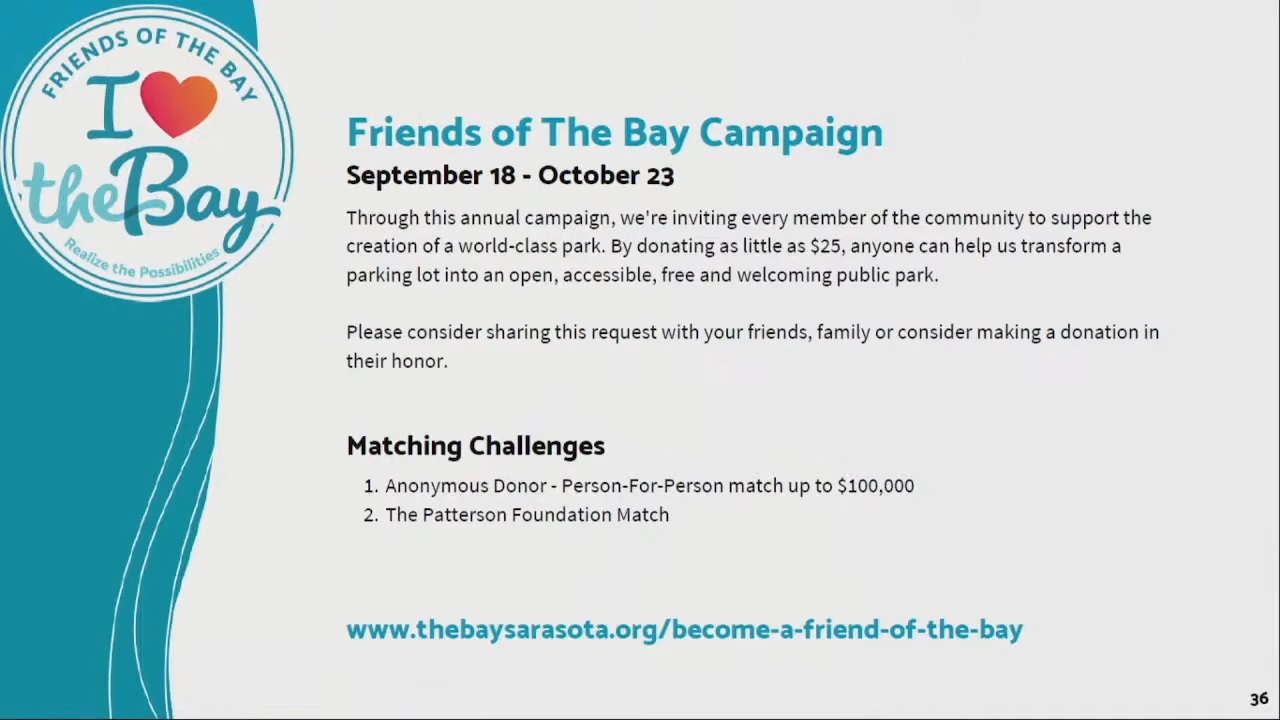 FRIENDS OF THE BAY
I
the Bay
Realize the Possibilities
Friends of The Bay Campaign
September 18 - October 23
Through this annual campaign, we're inviting every member of the community to support the
creation of a world-class park. By donating as little as $25, anyone can help us transform a
parking lot into an open, accessible, free and welcoming public park.
Please consider sharing this request with your friends, family or consider making a donation in
their honor.
Matching Challenges
1. Anonymous Donor - Person-For-Person match up to $100,000
2. The Patterson Foundation Match
www.thebaysarasota.org/become-a-friend-of-the-bay
36